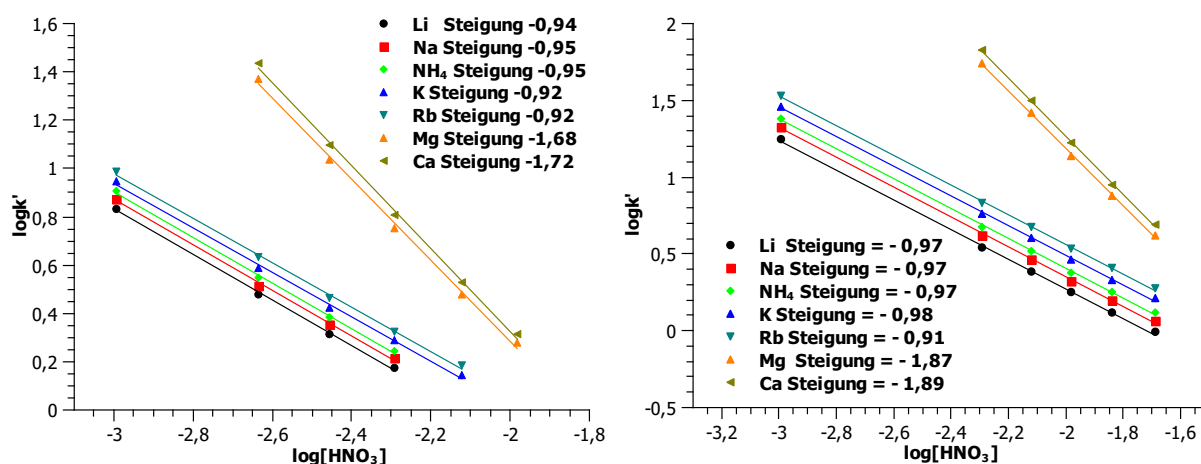 1,6
1,4
1,2
1
0,8
0,6
0,4
0,2
0
logk'
Li Steigung -0,94
Na Steigung -0,95
NH₄ Steigung -0,95
K Steigung -0,92
Rb Steigung -0,92
Mg Steigung -1,68
Ca Steigung -1,72
-3 -2,8 -2,6 -2,4 -2,2 -2 -1,8
log[HNO₃]
2
1,5
1
0,5
0
-0,5
logk'
Li Steigung = - 0,97
Na Steigung = - 0,97
NH₄ Steigung = - 0,97
K Steigung = - 0,98
Rb Steigung = - 0,91
Mg Steigung = - 1,87
Ca Steigung = - 1,89
-3,2 -3 -2,8 -2,6 -2,4 -2,2 -2 -1,8 -1,6
log[HNO₃]